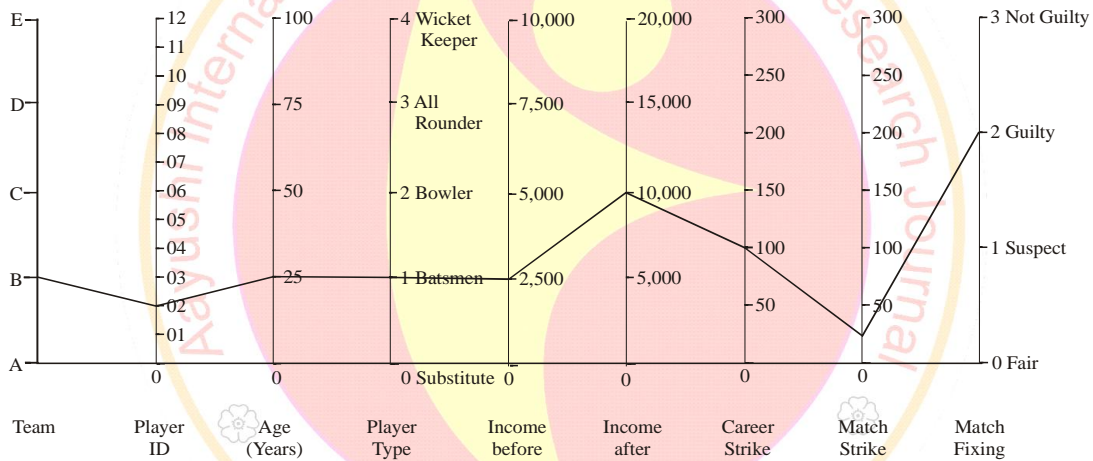 E
D
C
B
A
12
11
10
09
08
07
06
05
04
03
02
01
0
100
75
50
25
0
4 Wicket
Keeper
3 All
Rounder
2 Bowler
1 Batsmen
0 Substitute
10,000
7,500
5,000
2,500
0
20,000
15,000
10,000
5,000
0
300
250
200
150
100
50
0
300
250
200
150
100
50
0
3 Not Guilty
2 Guilty
1 Suspect
0 Fair
Team
Player
ID
Age
(Years)
Player
Type
Income
before
Income
after
Career
Strike
Match
Strike
Match
Fixing
Aayushi Interna
esearch Journal